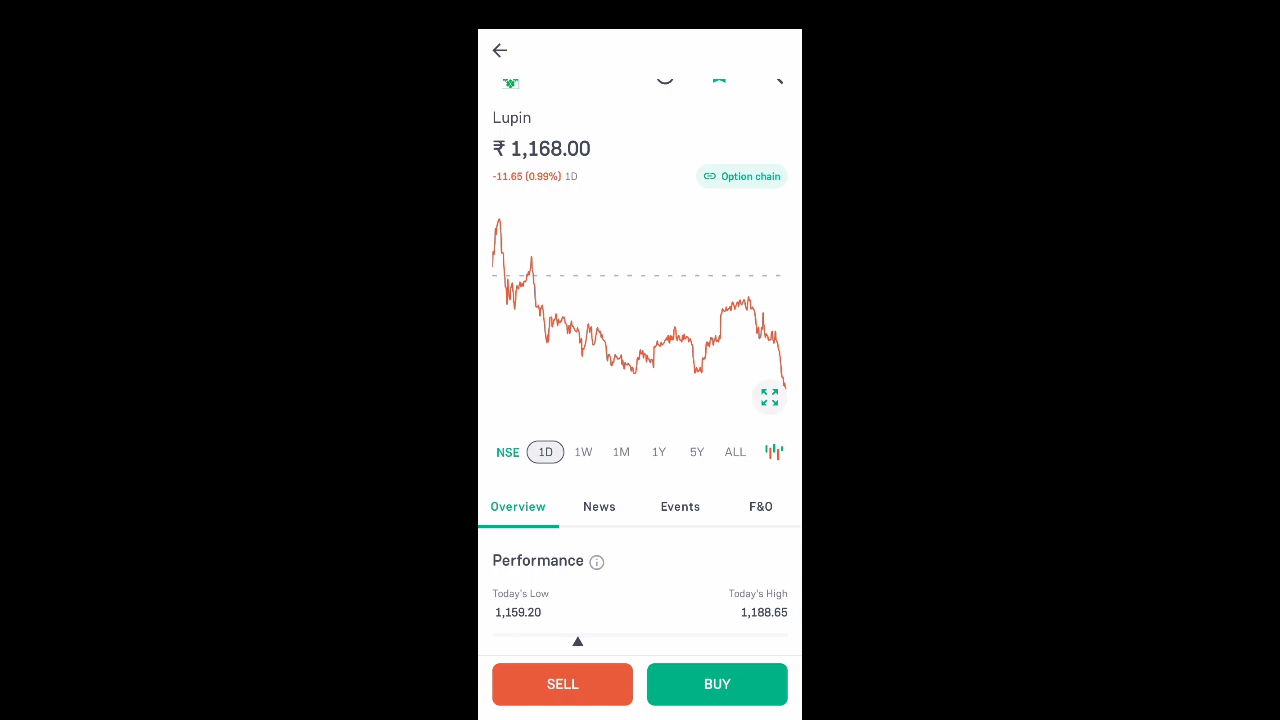 Lupin
₹ 1,168.00
-11.65 (0.99%) 1D
Option chain
NSE 1D 1W 1M 1Y 5Y ALL
Overview News Events F&O
Performance
Today's Low Today's High
1,159.20 1,188.65
SELL BUY